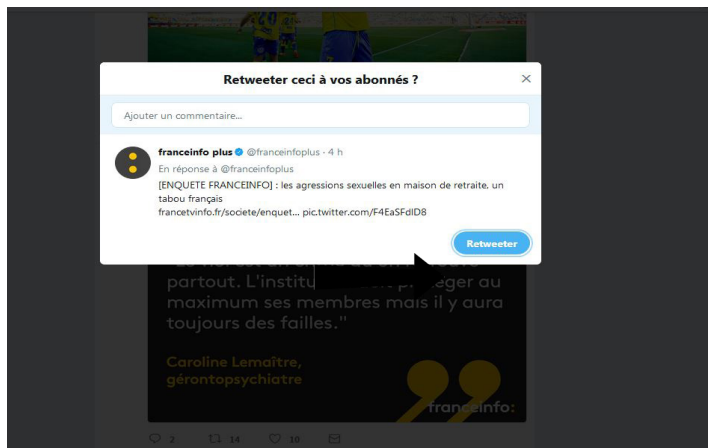 Retweeter ceci à vos abonnés ?
Ajouter un commentaire...
franceinfo plus @franceinfoplus · 4 h
En réponse à @franceinfoplus
[ENQUETE FRANCEINFO] : les agressions sexuelles en maison de retraite, un
tabou français
francetvinfo.fr/societe/enquet... pic.twitter.com/F4EaSFdID8
Retweeter
partout. L'institu ger au
maximum ses membres mais il y aura
toujours des failles."
Caroline Lemaître,
gérontopsychiatre
franceinfo:
2 14 10